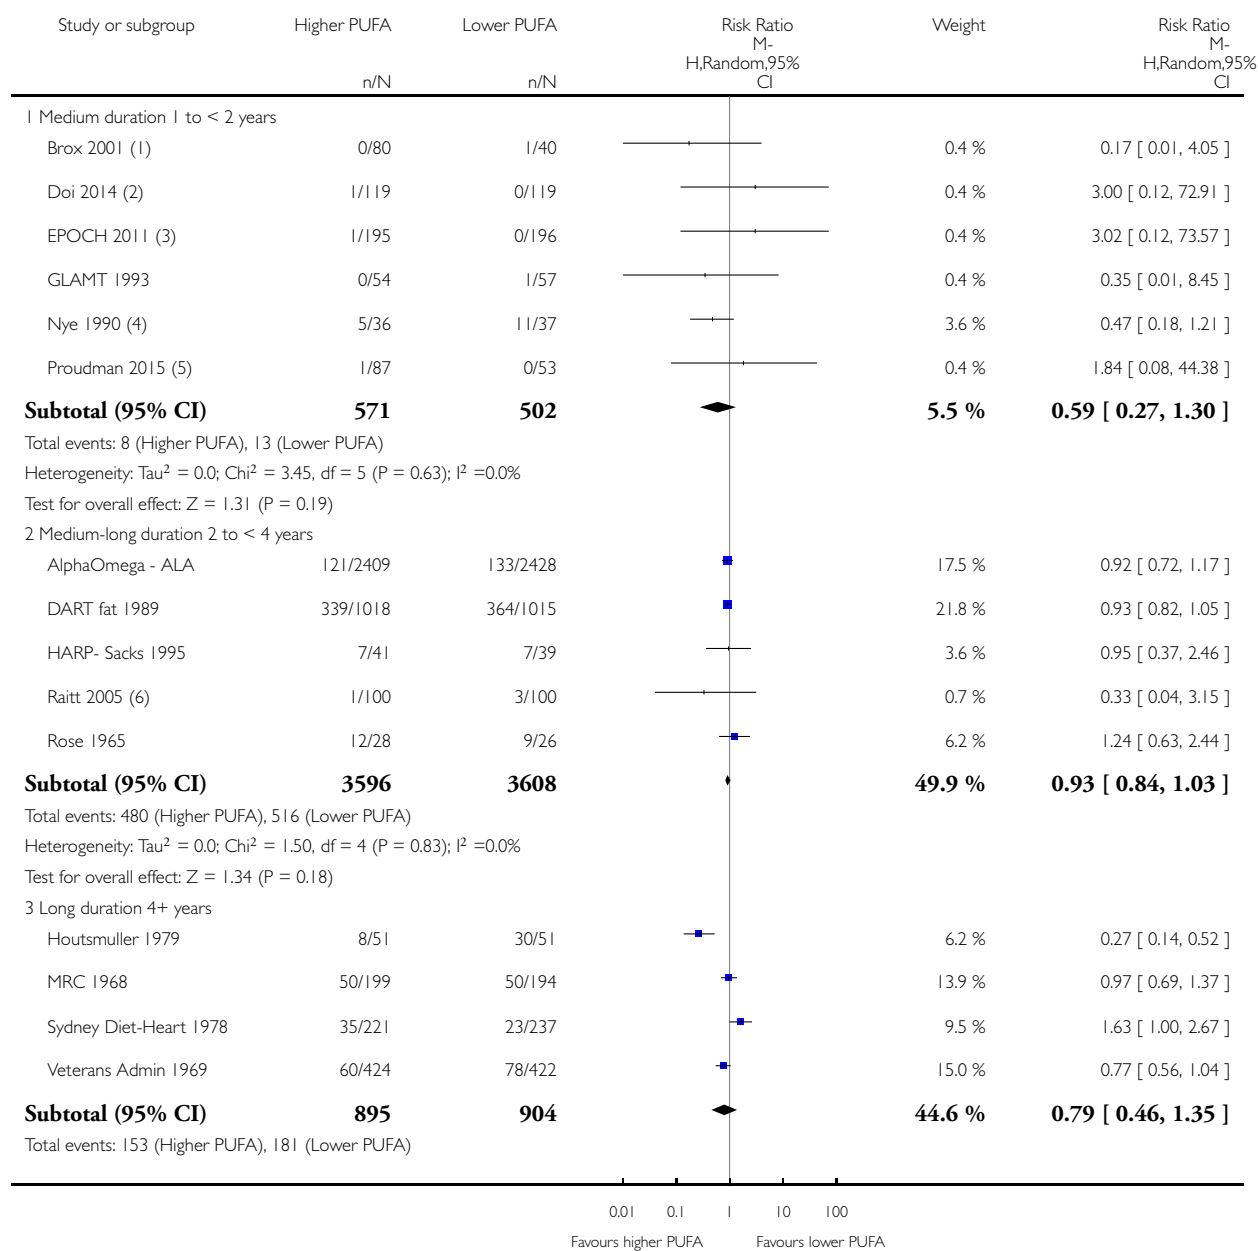 Study or subgroup Higher PUFA Lower PUFA Risk Ratio Weight Risk Ratio
M- M-
H,Random,95% H,Random,95%
n/N n/N CI CI
1 Medium duration 1 to < 2 years
Brox 2001 (1) 0/80 1/40 0.4 % 0.17 [ 0.01, 4.05 ]
Doi 2014 (2) 1/119 0/119 0.4 % 3.00 [ 0.12, 72.91 ]
EPOCH 2011 (3) 1/195 0/196 0.4 % 3.02 [ 0.12, 73.57 ]
GLAMT 1993 0/54 1/57 0.4 % 0.35 [ 0.01, 8.45 ]
Nye 1990 (4) 5/36 11/37 3.6 % 0.47 [ 0.18, 1.21 ]
Proudman 2015 (5) 1/87 0/53 0.4 % 1.84 [ 0.08, 44.38 ]
Subtotal (95% CI) 571 502 5.5 % 0.59 [ 0.27, 1.30 ]
Total events: 8 (Higher PUFA), 13 (Lower PUFA)
Heterogeneity: Tau² = 0.0; Chi² = 3.45, df = 5 (P = 0.63); I² =0.0%
Test for overall effect: Z = 1.31 (P = 0.19)
2 Medium-long duration 2 to < 4 years
AlphaOmega - ALA 121/2409 133/2428 17.5 % 0.92 [ 0.72, 1.17 ]
DART fat 1989 339/1018 364/1015 21.8 % 0.93 [ 0.82, 1.05 ]
HARP- Sacks 1995 7/41 7/39 3.6 % 0.95 [ 0.37, 2.46 ]
Raitt 2005 (6) 1/100 3/100 0.7 % 0.33 [ 0.04, 3.15 ]
Rose 1965 12/28 9/26 6.2 % 1.24 [ 0.63, 2.44 ]
Subtotal (95% CI) 3596 3608 49.9 % 0.93 [ 0.84, 1.03 ]
Total events: 480 (Higher PUFA), 516 (Lower PUFA)
Heterogeneity: Tau² = 0.0; Chi² = 1.50, df = 4 (P = 0.83); I² =0.0%
Test for overall effect: Z = 1.34 (P = 0.18)
3 Long duration 4+ years
Houtsmuller 1979 8/51 30/51 6.2 % 0.27 [ 0.14, 0.52 ]
MRC 1968 50/199 50/194 13.9 % 0.97 [ 0.69, 1.37 ]
Sydney Diet-Heart 1978 35/221 23/237 9.5 % 1.63 [ 1.00, 2.67 ]
Veterans Admin 1969 60/424 78/422 15.0 % 0.77 [ 0.56, 1.04 ]
Subtotal (95% CI) 895 904 44.6 % 0.79 [ 0.46, 1.35 ]
Total events: 153 (Higher PUFA), 181 (Lower PUFA)
0.01 0.1 1 10 100
Favours higher PUFA Favours lower PUFA